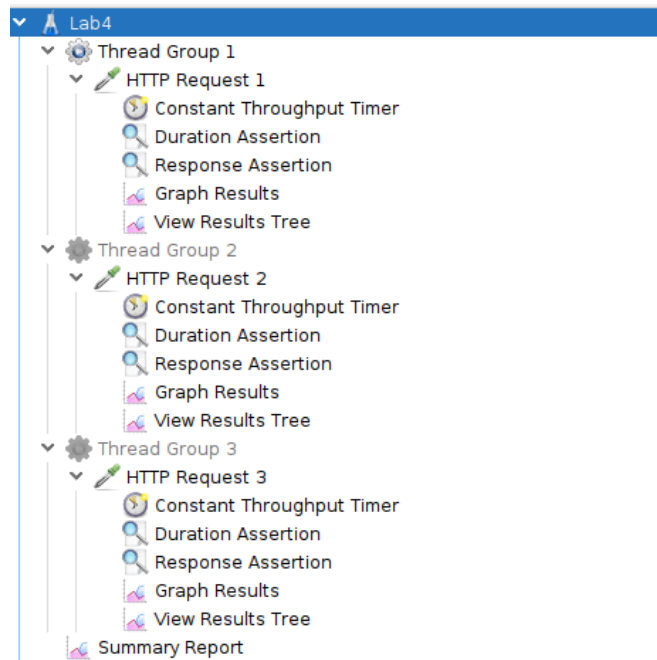 Lab4
Thread Group 1
HTTP Request 1
Constant Throughput Timer
Duration Assertion
Response Assertion
Graph Results
View Results Tree
Thread Group 2
HTTP Request 2
Constant Throughput Timer
Duration Assertion
Response Assertion
Graph Results
View Results Tree
Thread Group 3
HTTP Request 3
Constant Throughput Timer
Duration Assertion
Response Assertion
Graph Results
View Results Tree
Summary Report